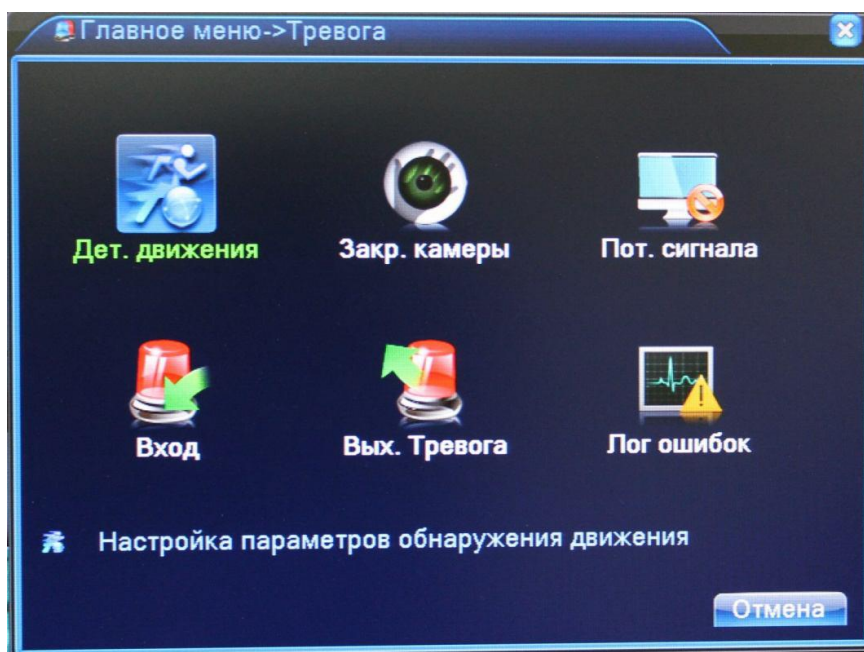 Главное меню->Тревога
Дет. движения
Закр. камеры
Пот. сигнала
Вход
Вых. Тревога
Лог ошибок
Настройка параметров обнаружения движения
Отмена